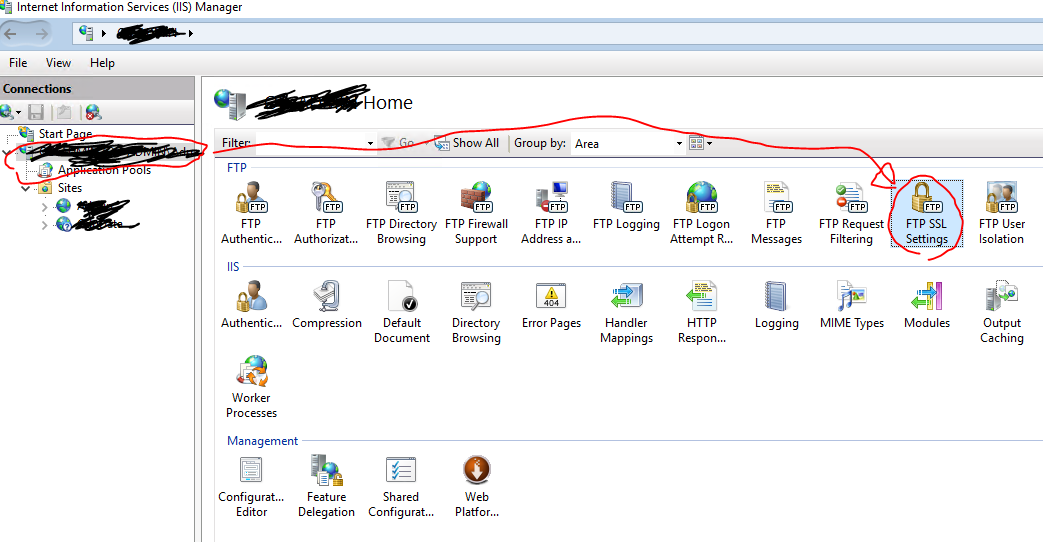 Internet Information Services (IIS) Manager
File View Help
Connections
Start Page
Application Pools
Sites
Home
Filter: Go Show All Group by: Area
FTP
FTP Authentic...
FTP Authorizat...
FTP Directory Browsing
FTP Firewall Support
FTP IP Address a...
FTP Logging
FTP Logon Attempt R...
FTP Messages
FTP Request Filtering
FTP SSL Settings
FTP User Isolation
IIS
Authentic...
Compression
Default Document
Directory Browsing
Error Pages
Handler Mappings
HTTP Respon...
Logging
MIME Types
Modules
Output Caching
Worker Processes
Management
Configurat... Editor
Feature Delegation
Shared Configurat...
Web Platfor...